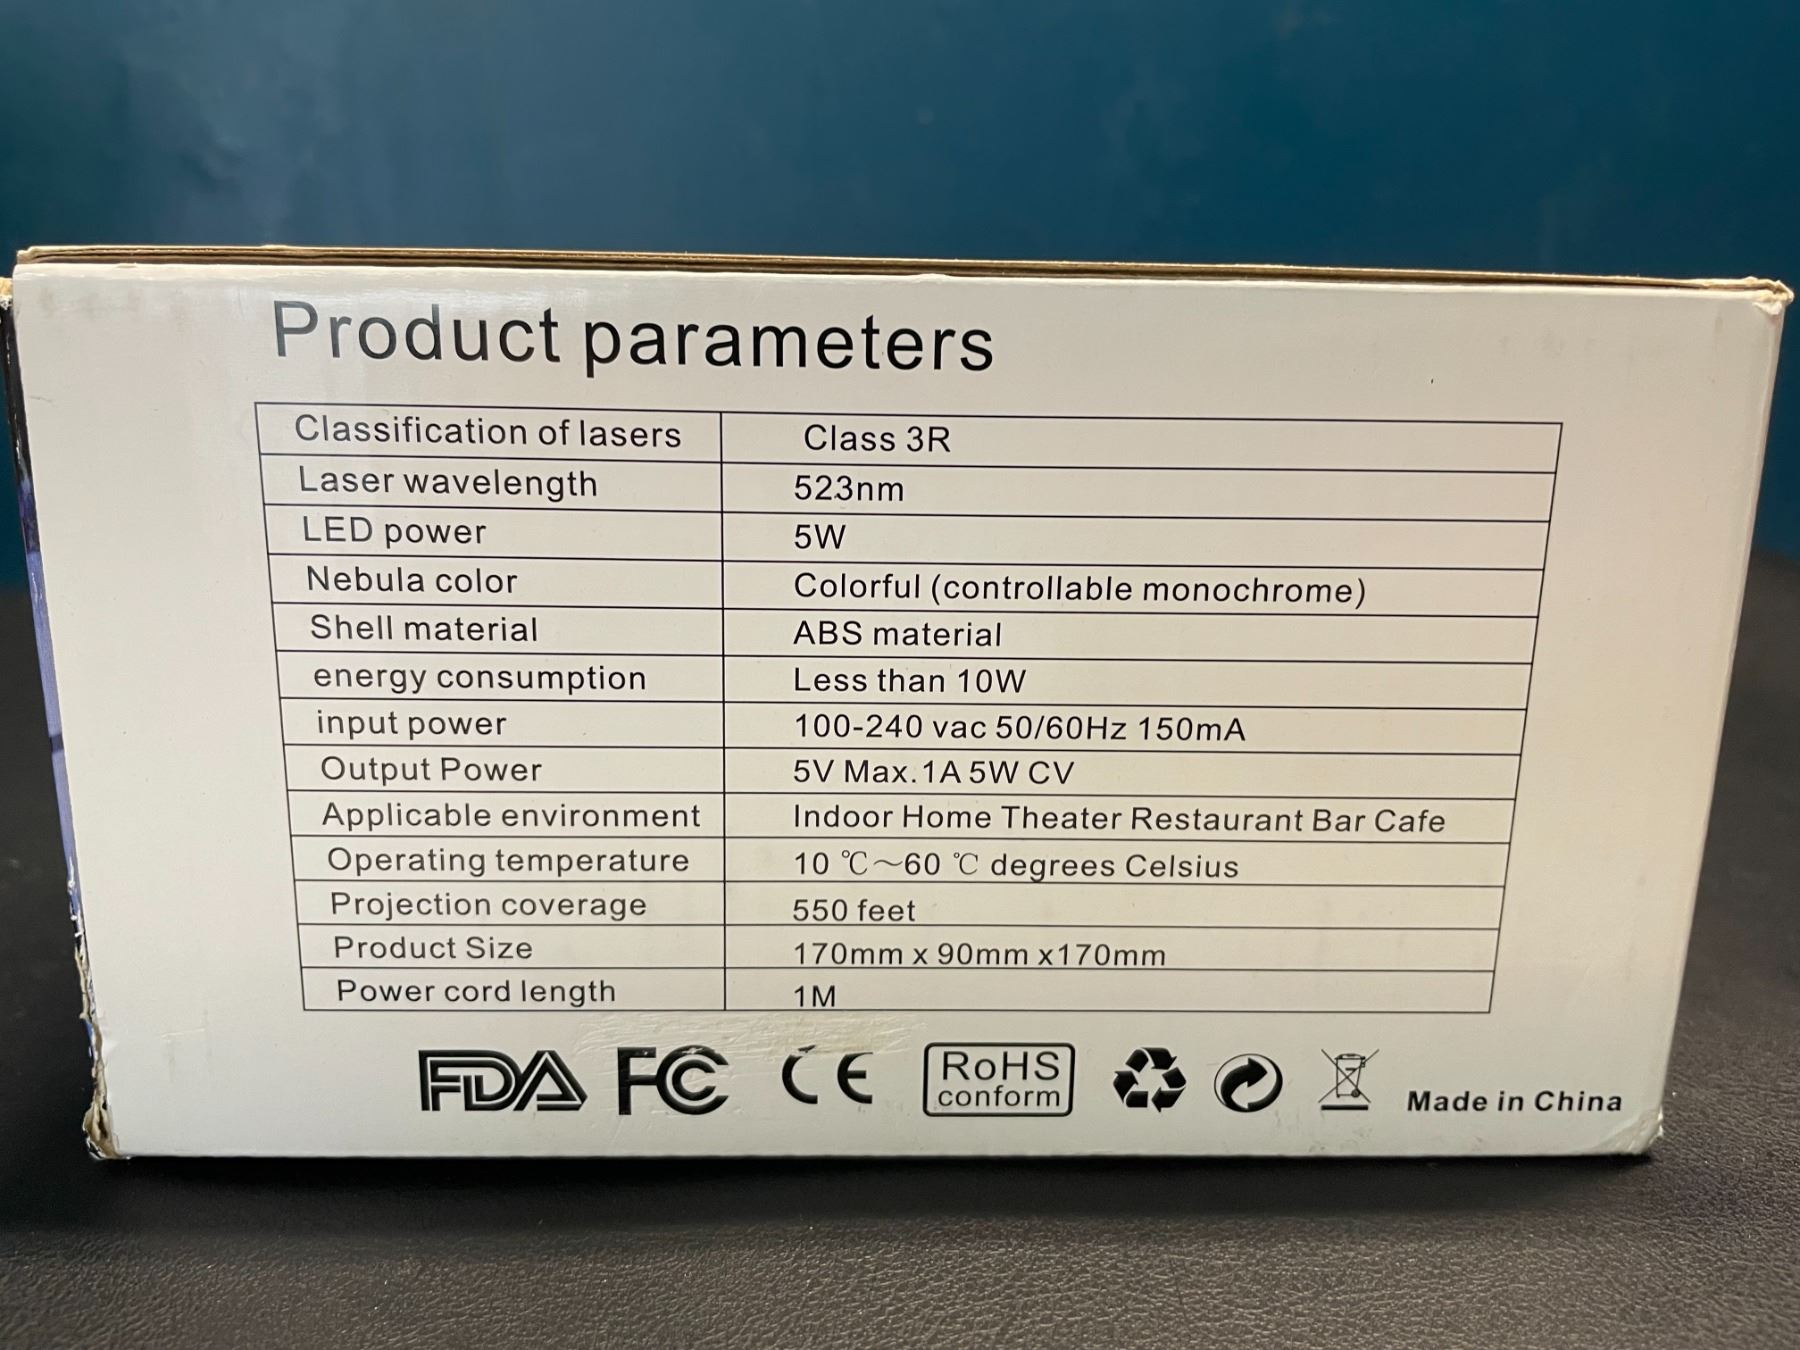 Product parameters
Classification of lasers Class 3R
Laser wavelength 523nm
LED power 5W
Nebula color Colorful (controllable monochrome)
Shell material ABS material
energy consumption Less than 10W
input power 100-240 vac 50/60Hz 150mA
Output Power 5V Max.1A 5W CV
Applicable environment Indoor Home Theater Restaurant Bar Cafe
Operating temperature 10 ℃～60 ℃ degrees Celsius
Projection coverage 550 feet
Product Size 170mm x 90mm x170mm
Power cord length 1M
FDA FC CE RoHS
conform
Made in China